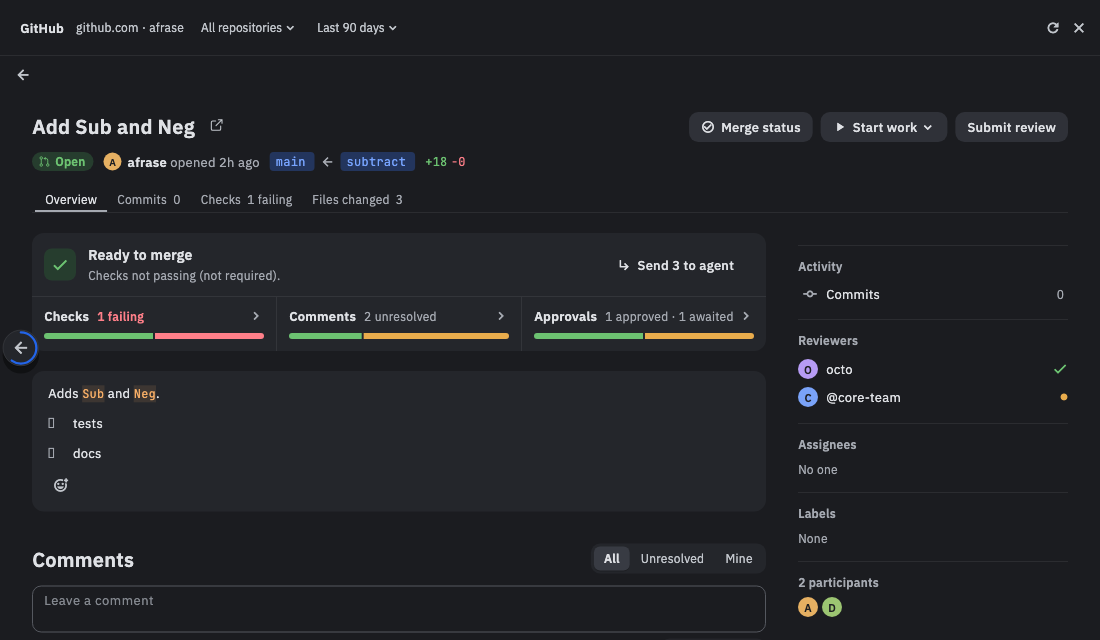 GitHub github.com · afrase All repositories Last 90 days
Add Sub and Neg
Merge status Start work Submit review
Open A afrase opened 2h ago main ← subtract +18 -0
Overview Commits 0 Checks 1 failing Files changed 3
Ready to merge
Checks not passing (not required).
Send 3 to agent
Checks 1 failing
Comments 2 unresolved
Approvals 1 approved · 1 awaited
Adds Sub and Neg.
tests
docs
Comments
All Unresolved Mine
Leave a comment
Activity
Commits 0
Reviewers
O octo
C @core-team
Assignees
No one
Labels
None
2 participants
A D